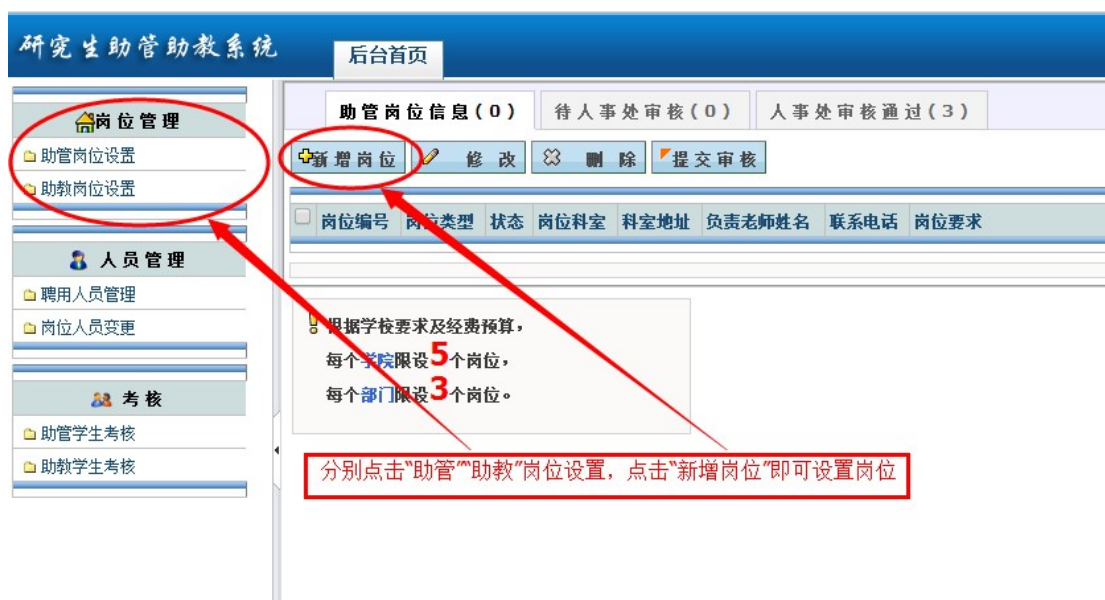 研究生助管助教系统
后台首页
岗位管理
助管岗位设置
助教岗位设置
人员管理
聘用人员管理
岗位人员变更
考核
助管学生考核
助教学生考核
助管岗位信息(0) 待人事处审核(0) 人事处审核通过(3)
新增岗位 修改 删除 提交审核
岗位编号 岗位类型 状态 岗位科室 科室地址 负责老师姓名 联系电话 岗位要求
根据学校要求及经费预算，
每个学院限设5个岗位，
每个部门限设3个岗位。
分别点击“助管”“助教”岗位设置，点击“新增岗位”即可设置岗位